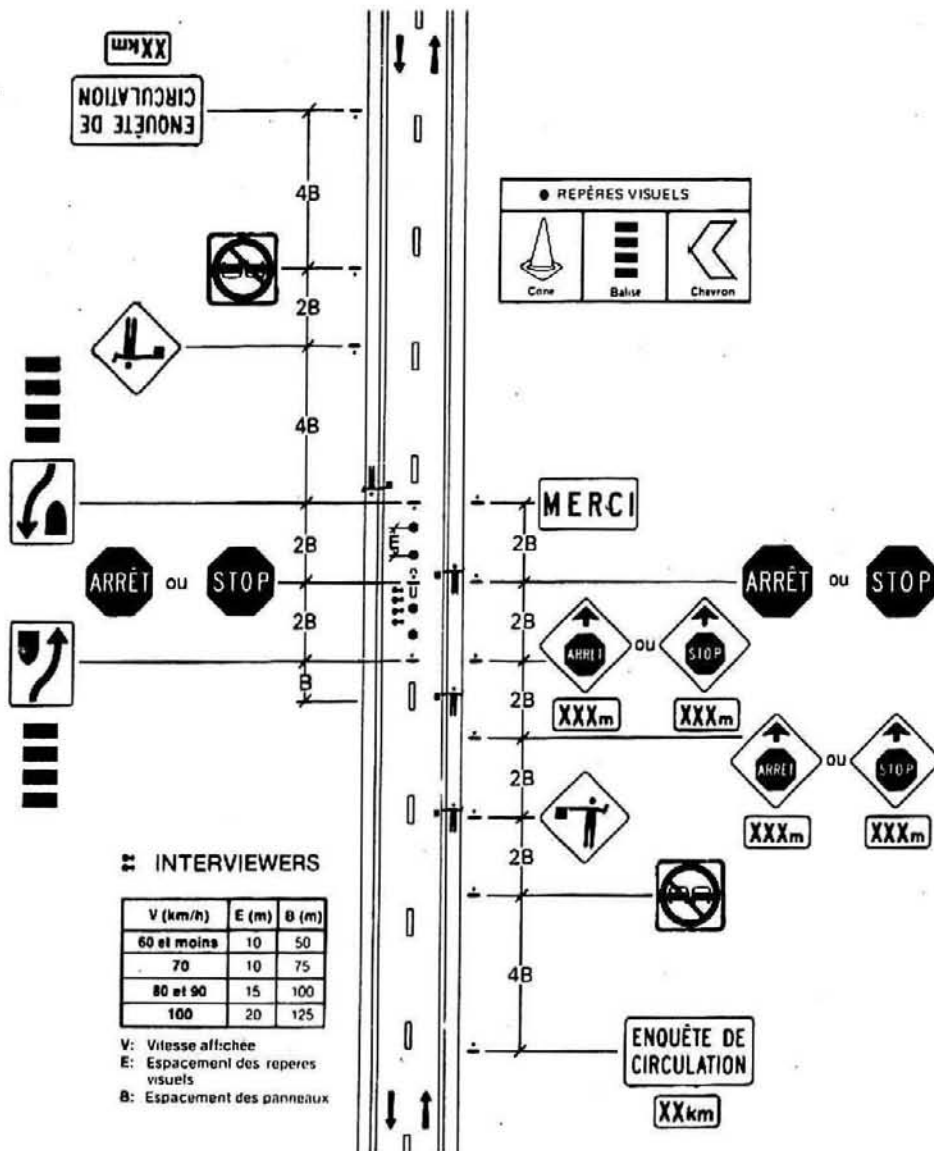 XXkm
ENQUÊTE DE
CIRCULATION
4B
2B
4B
2B
2B
B
ARRÊT ou STOP
E
● REPÈRES VISUELS
Cone Balise Chevron
MERCI
2B
ARRÊT ou STOP
2B
ARRÊT ou STOP
XXXm XXXm
2B
ARRÊT ou STOP
XXXm XXXm
2B
2B
4B
ENQUÊTE DE
CIRCULATION
XXkm
INTERVIEWERS
V (km/h) E (m) B (m)
60 et moins 10 50
70 10 75
80 et 90 15 100
100 20 125
V: Vitesse affichée
E: Espacement des reperes
visuels
B: Espacement des panneaux